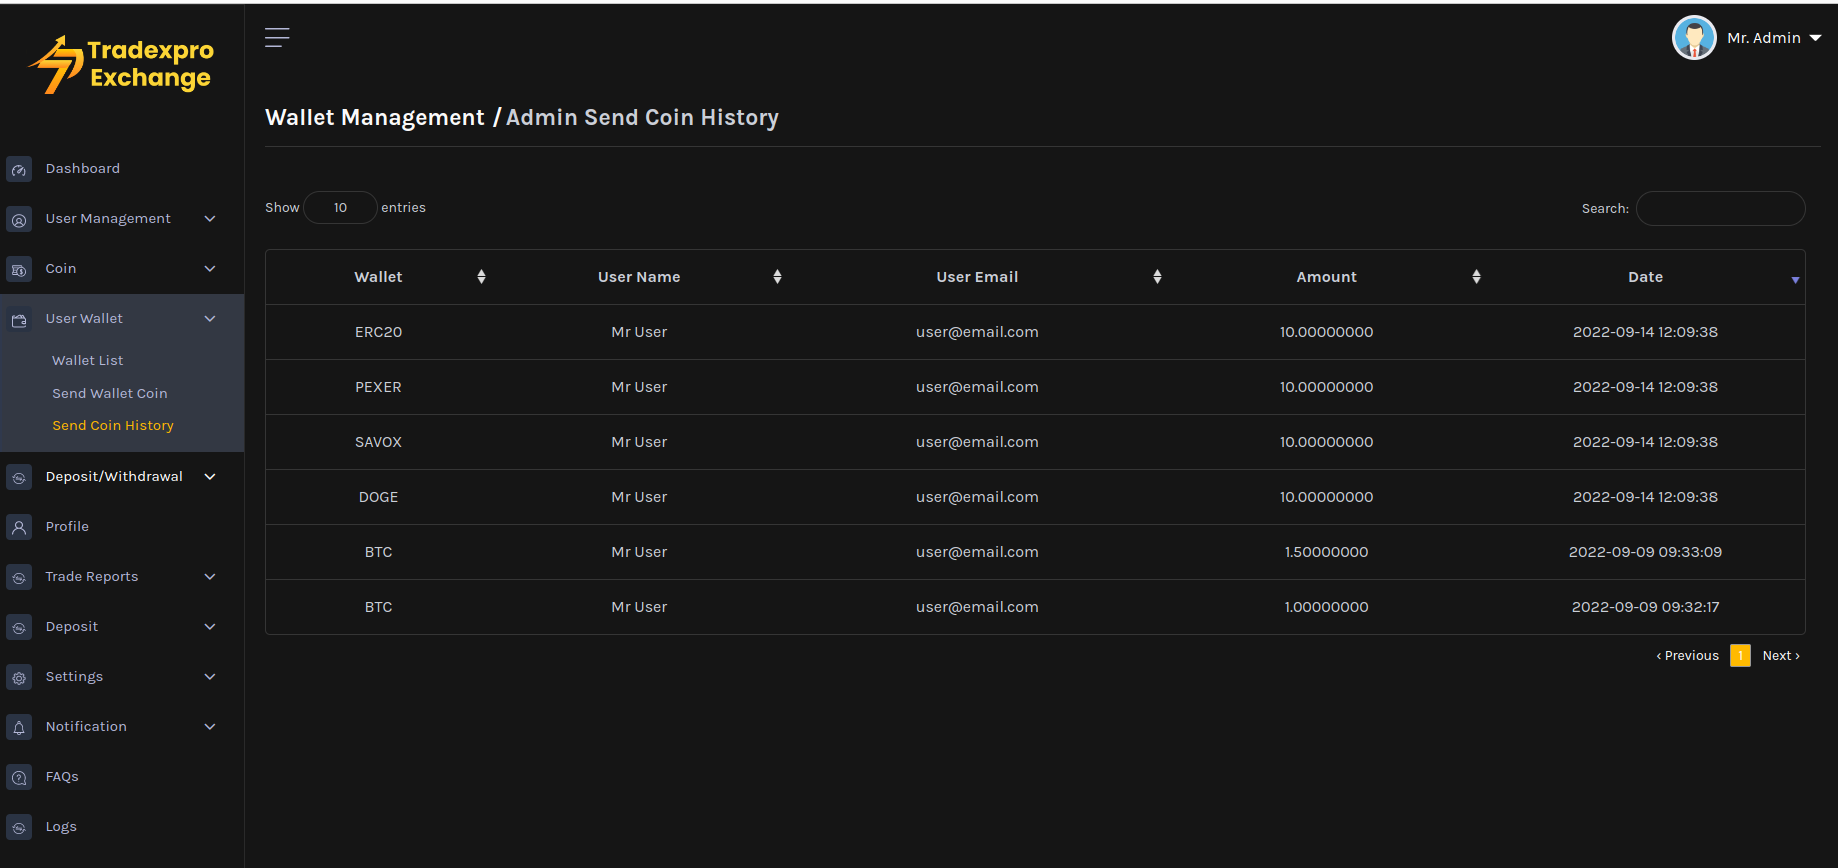 Tradexpro
Exchange
Mr. Admin
Wallet Management / Admin Send Coin History
Dashboard
User Management
Coin
User Wallet
Wallet List
Send Wallet Coin
Send Coin History
Deposit/Withdrawal
Profile
Trade Reports
Deposit
Settings
Notification
FAQs
Logs
Show 10 entries
Search:
Wallet User Name User Email Amount Date
ERC20 Mr User user@email.com 10.00000000 2022-09-14 12:09:38
PEXER Mr User user@email.com 10.00000000 2022-09-14 12:09:38
SAVOX Mr User user@email.com 10.00000000 2022-09-14 12:09:38
DOGE Mr User user@email.com 10.00000000 2022-09-14 12:09:38
BTC Mr User user@email.com 1.50000000 2022-09-09 09:33:09
BTC Mr User user@email.com 1.00000000 2022-09-09 09:32:17
‹ Previous 1 Next ›